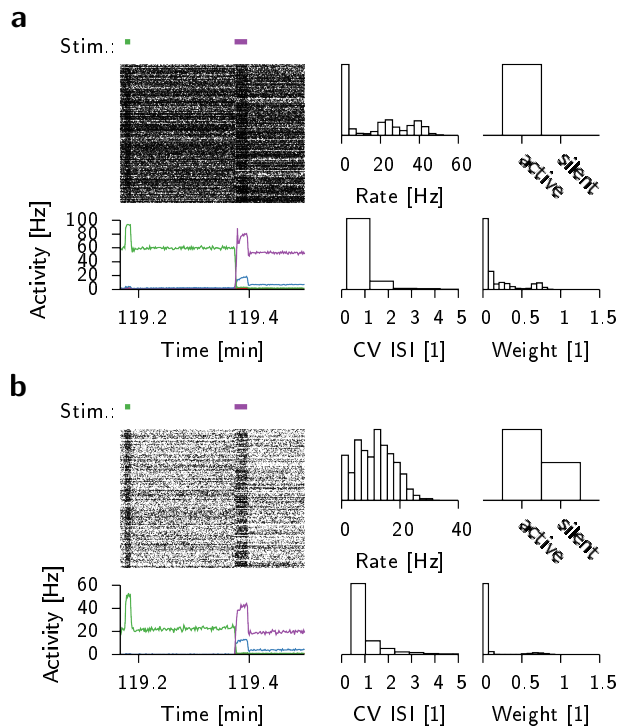 a
Stim.:
0 20 40 60
Rate [Hz]
active
silent
Activity [Hz]
100
80
60
40
20
0
119.2 119.4
Time [min]
0 1 2 3 4 5
CV ISI [1]
0 0.5 1 1.5
Weight [1]
b
Stim.:
0 20 40
Rate [Hz]
active
silent
Activity [Hz]
60
40
20
0
119.2 119.4
Time [min]
0 1 2 3 4 5
CV ISI [1]
0 0.5 1 1.5
Weight [1]